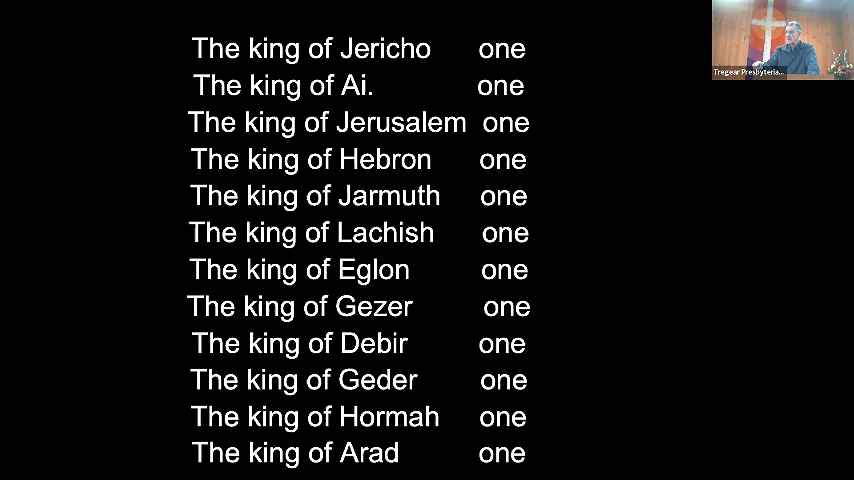 The king of Jericho one
The king of Ai. one
The king of Jerusalem one
The king of Hebron one
The king of Jarmuth one
The king of Lachish one
The king of Eglon one
The king of Gezer one
The king of Debir one
The king of Geder one
The king of Hormah one
The king of Arad one
Tregear Presbyteria...